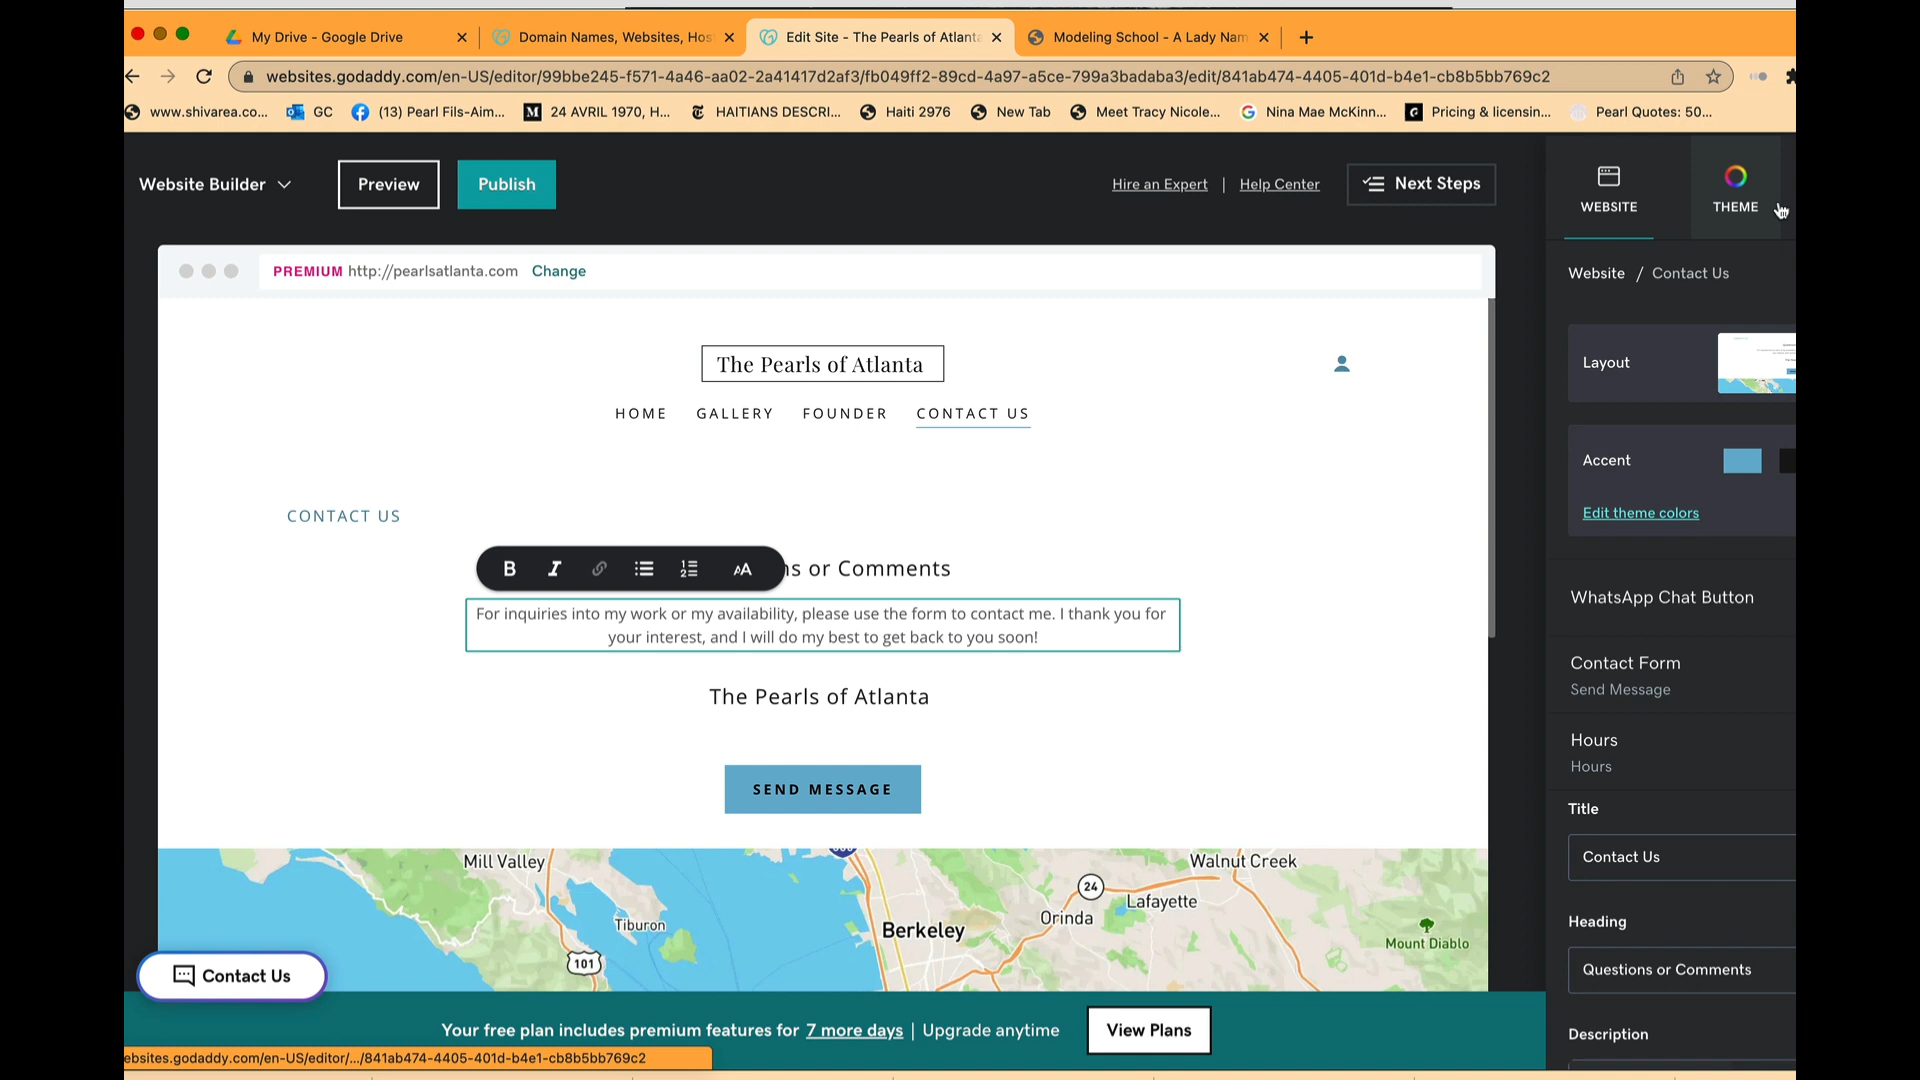 My Drive - Google Drive
Domain Names, Websites, Hos
Edit Site - The Pearls of Atlanta
Modeling School - A Lady Nam
websites.godaddy.com/en-US/editor/99bbe245-f571-4a46-aa02-2a41417d2af3/fb049ff2-89cd-4a97-a5ce-799a3badaba3/edit/841ab474-4405-401d-b4e1-cb8b5bb769c2
www.shivarea.co...
GC
(13) Pearl Fils-Aim...
24 AVRIL 1970, H...
HAITIANS DESCRI...
Haiti 2976
New Tab
Meet Tracy Nicole...
Nina Mae McKinn...
Pricing & licensin...
Pearl Quotes: 50...
Website Builder
Preview
Publish
Hire an Expert | Help Center
Next Steps
WEBSITE
THEME
PREMIUM http://pearlsatlanta.com Change
Website / Contact Us
The Pearls of Atlanta
HOME GALLERY FOUNDER CONTACT US
Layout
Accent
Edit theme colors
CONTACT US
B I AA
ns or Comments
For inquiries into my work or my availability, please use the form to contact me. I thank you for
your interest, and I will do my best to get back to you soon!
The Pearls of Atlanta
SEND MESSAGE
WhatsApp Chat Button
Contact Form
Send Message
Hours
Hours
Title
Contact Us
Heading
Questions or Comments
Description
Mill Valley
Walnut Creek
24
Lafayette
Orinda
Tiburon
Berkeley
Mount Diablo
101
Contact Us
Your free plan includes premium features for 7 more days | Upgrade anytime
View Plans
ebsites.godaddy.com/en-US/editor/.../841ab474-4405-401d-b4e1-cb8b5bb769c2